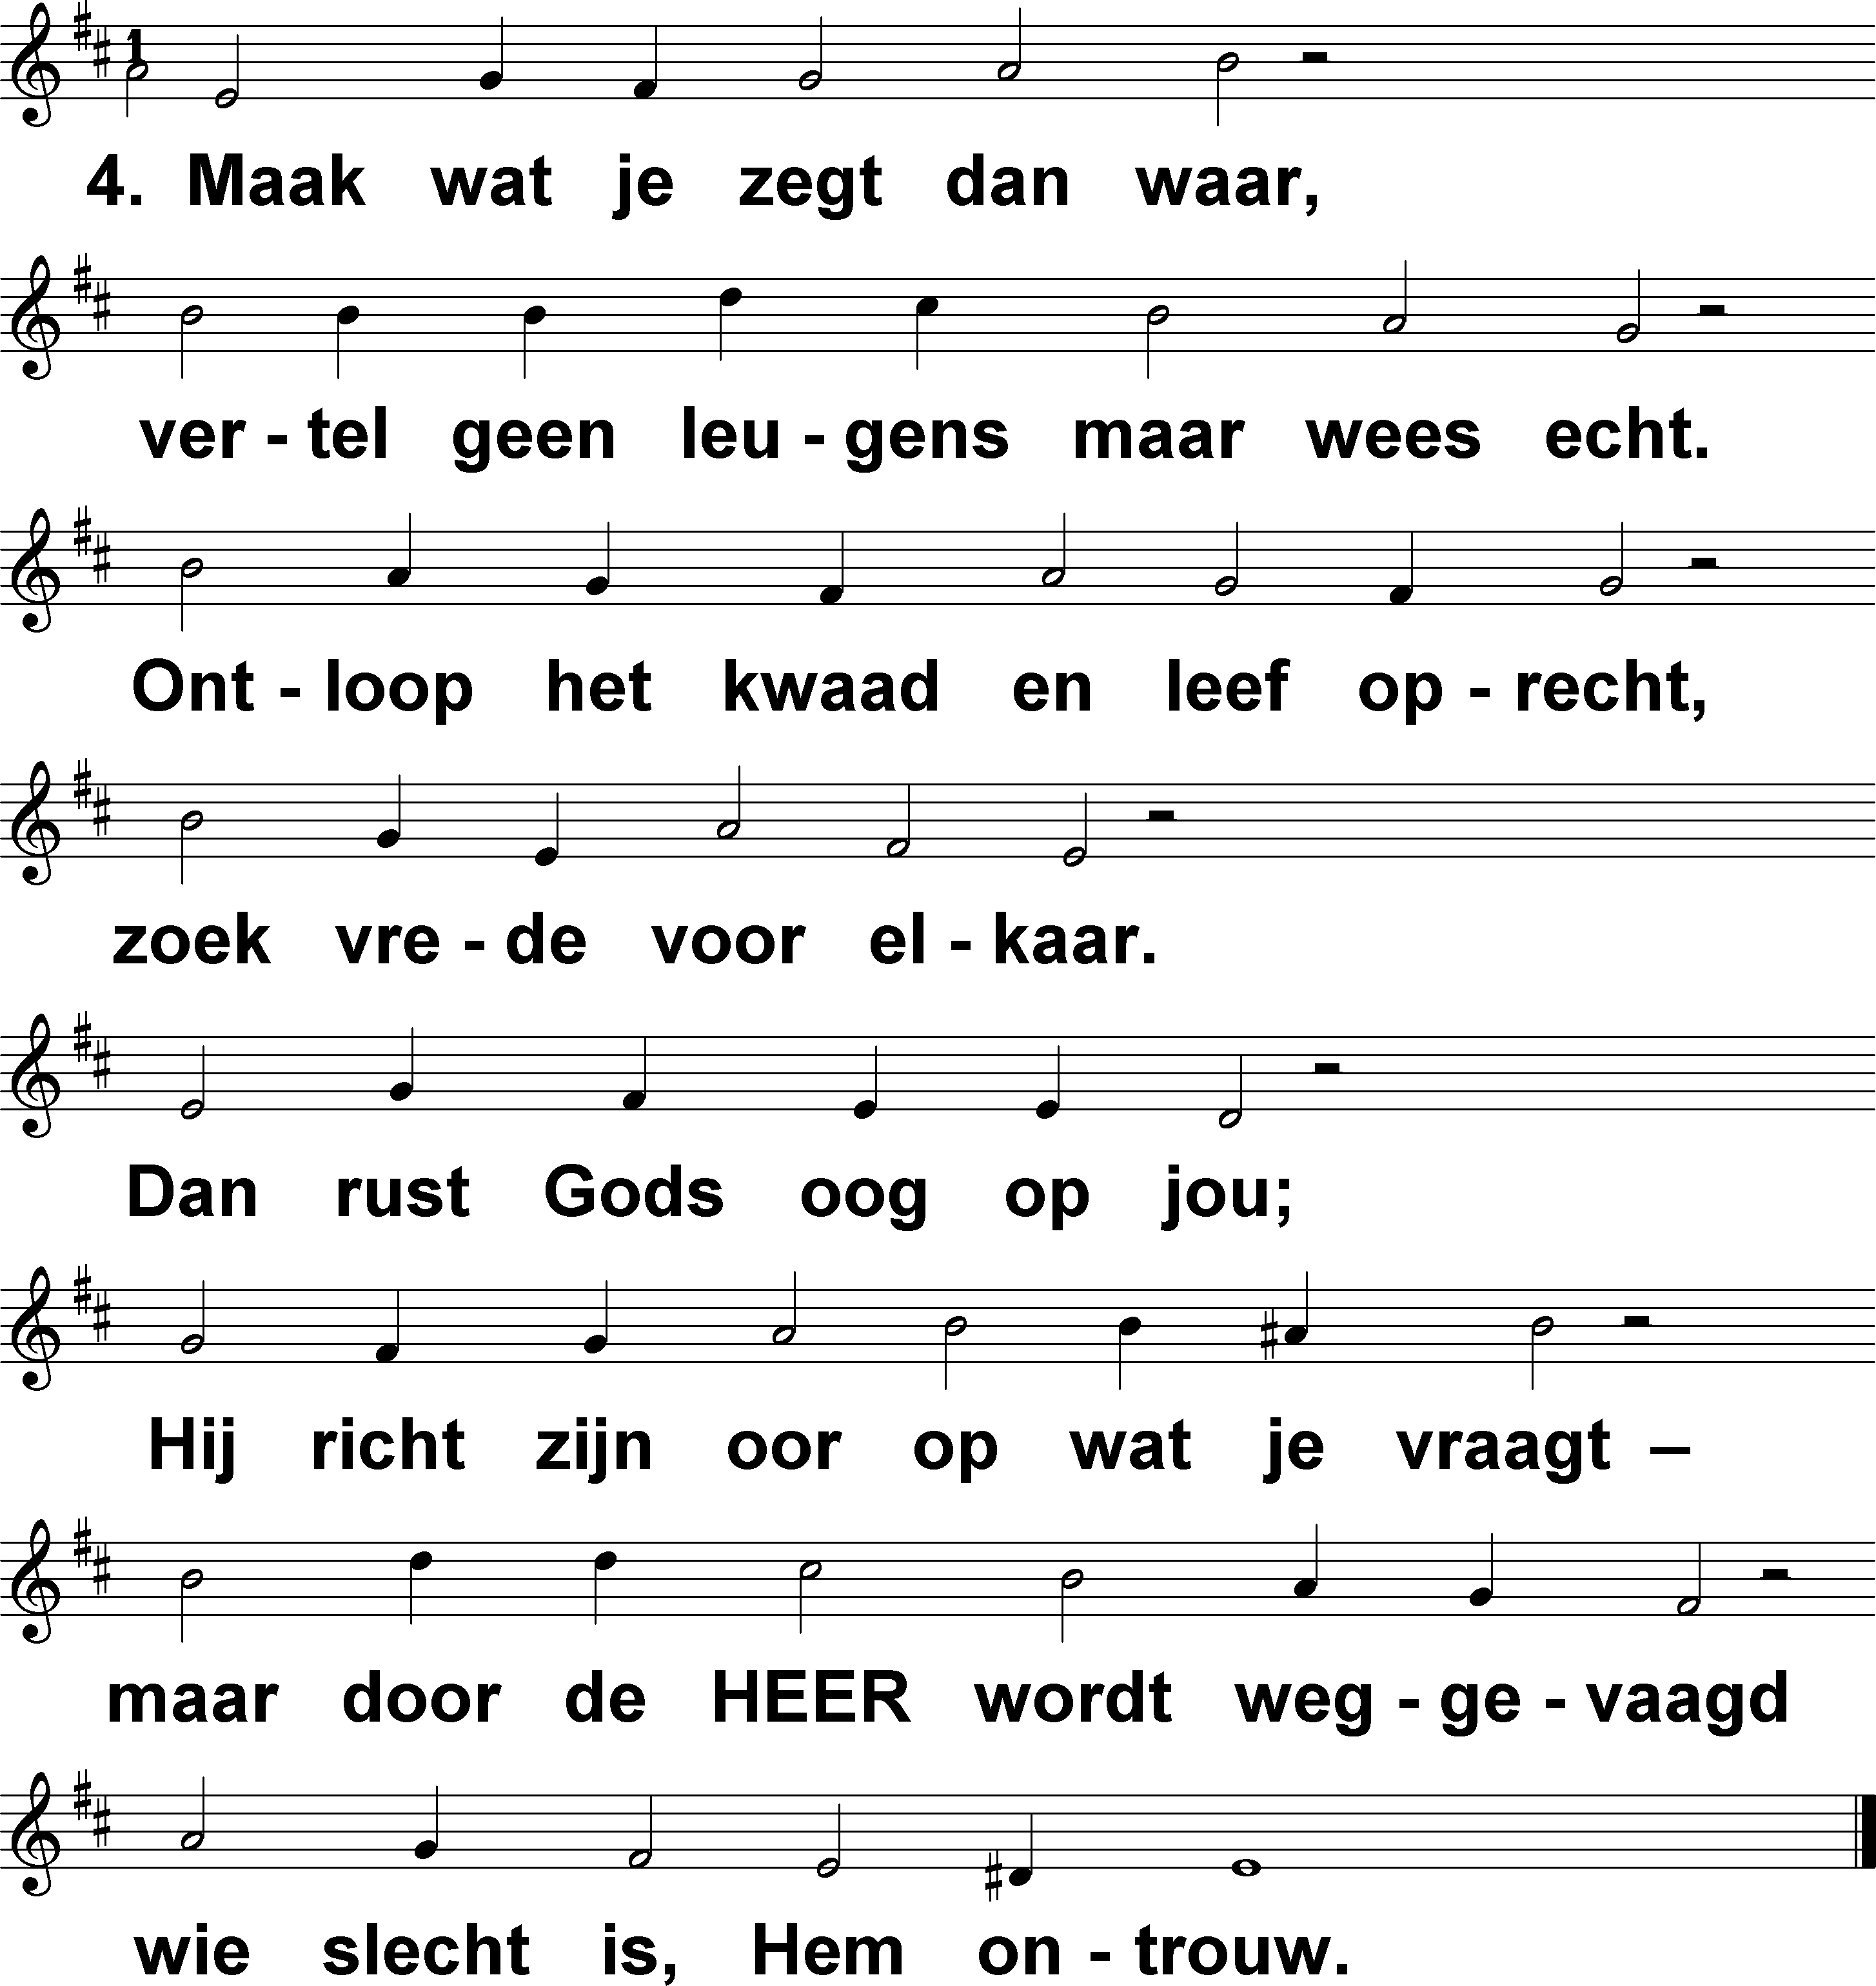 4. Maak wat je zegt dan waar,
ver - tel geen leu - gens maar wees echt.
Ont - loop het kwaad en leef op - recht,
zoek vre - de voor el - kaar.
Dan rust Gods oog op jou;
Hij richt zijn oor op wat je vraagt –
maar door de HEER wordt weg - ge - vaagd
wie slecht is, Hem on - trouw.